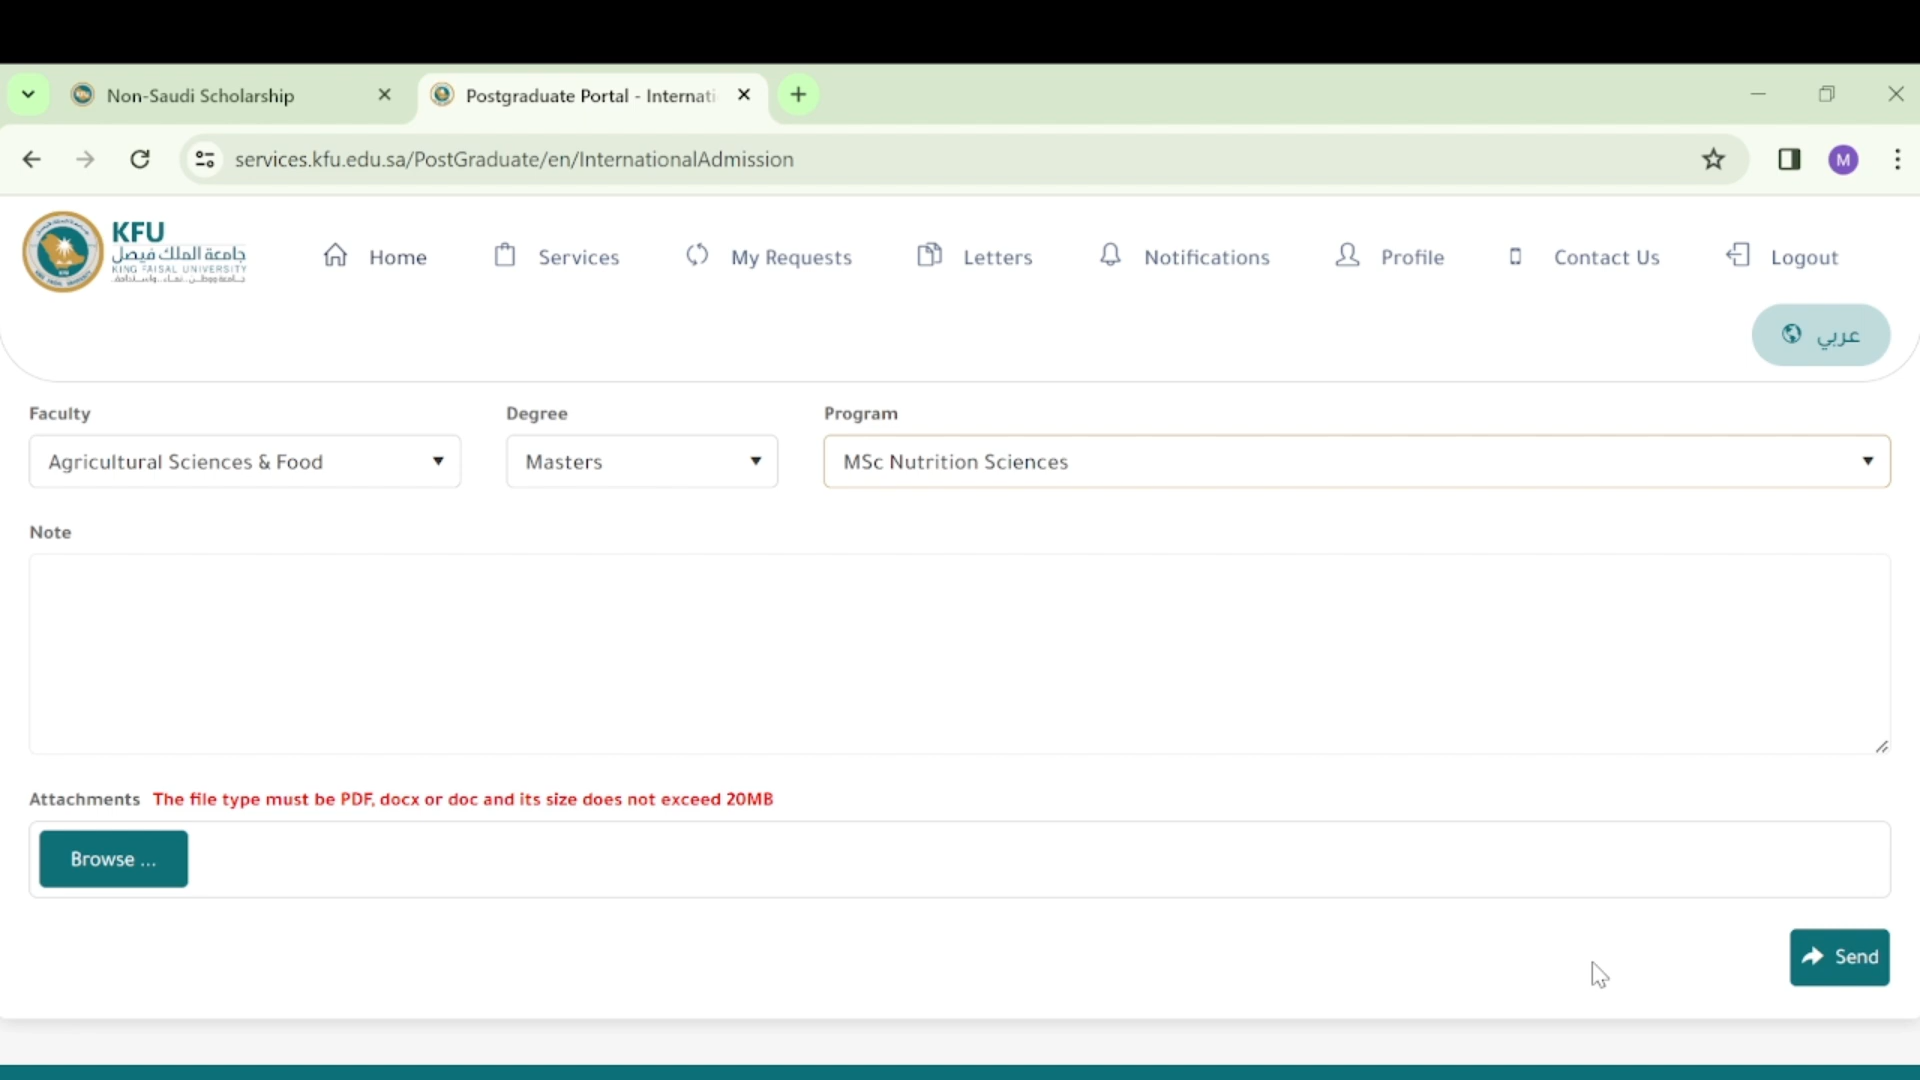 Non-Saudi Scholarship
Postgraduate Portal - Internati
services.kfu.edu.sa/PostGraduate/en/InternationalAdmission
M
KFU
جامعة الملك فيصل
KING FAISAL UNIVERSITY
Home
Services
My Requests
Letters
Notifications
Profile
Contact Us
Logout
عربي
Faculty
Degree
Program
Agricultural Sciences & Food
Masters
MSc Nutrition Sciences
Note
Attachments The file type must be PDF, docx or doc and its size does not exceed 20MB
Browse ...
Send